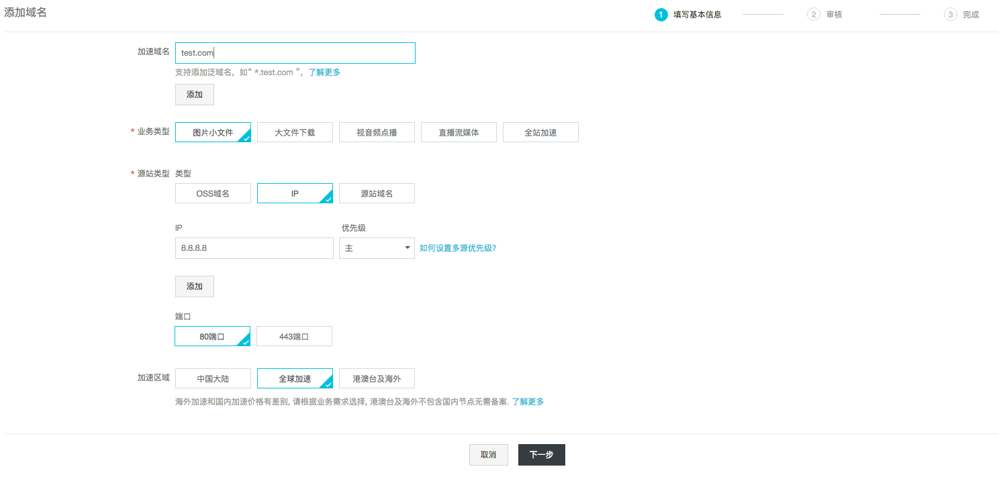 添加域名
1 填写基本信息 2 审核 3 完成
加速域名 test.com
支持添加泛域名，如“ *.test.com ”，了解更多
添加
* 业务类型 图片小文件 大文件下载 视音频点播 直播流媒体 全站加速
* 源站类型 类型
OSS域名 IP 源站域名
IP 优先级
8.8.8.8 主 如何设置多源优先级?
添加
端口
80端口 443端口
加速区域 中国大陆 全球加速 港澳台及海外
海外加速和国内加速价格有差别, 请根据业务需求选择, 港澳台及海外不包含国内节点无需备案. 了解更多
取消 下一步